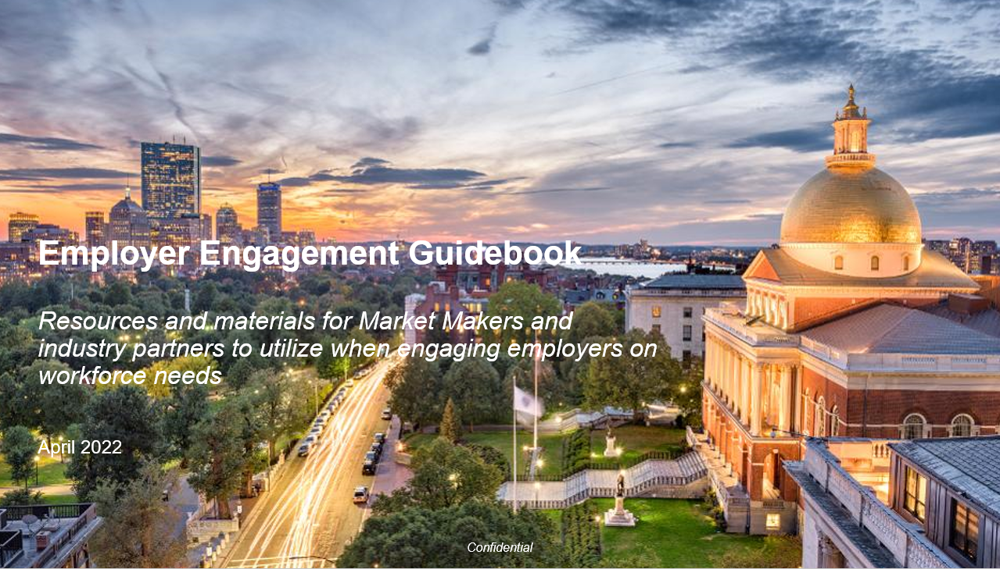 Employer Engagement Guidebook
Resources and materials for Market Makers and
industry partners to utilize when engaging employers on
workforce needs
April 2022
Confidential